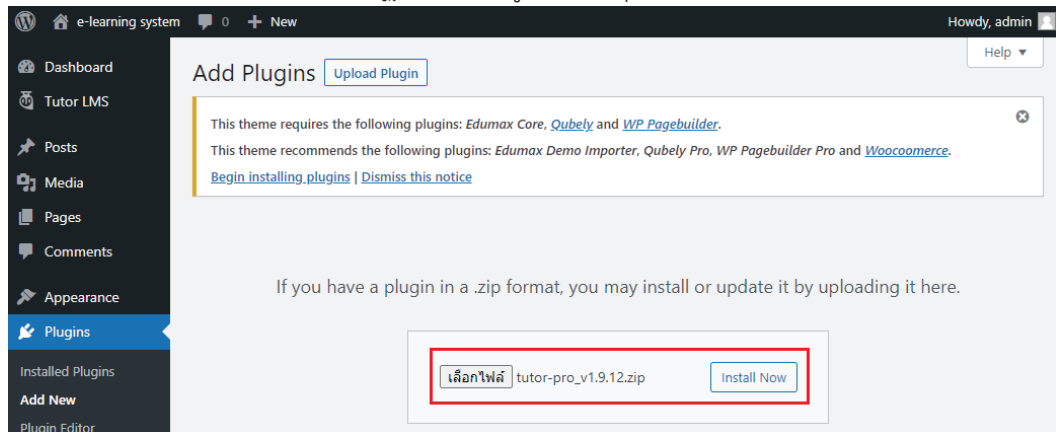 e-learning system 0 + New Howdy, admin
Help ▼
Dashboard
Add Plugins Upload Plugin
Tutor LMS
This theme requires the following plugins: Edumax Core, Qubely and WP Pagebuilder.
Posts
This theme recommends the following plugins: Edumax Demo Importer, Qubely Pro, WP Pagebuilder Pro and Woocoomerce.
Media
Begin installing plugins | Dismiss this notice
Pages
Comments
If you have a plugin in a .zip format, you may install or update it by uploading it here.
Appearance
Plugins
Installed Plugins
เลือกไฟล์ tutor-pro_v1.9.12.zip Install Now
Add New
Plugin Editor